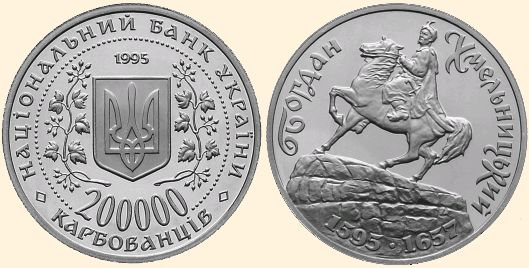 НАЦІОНАЛЬНИЙ БАНК УКРАЇНИ
1995
200000
КАРБОВАНЦІВ
Богдан
Хмельницький
1595·1657